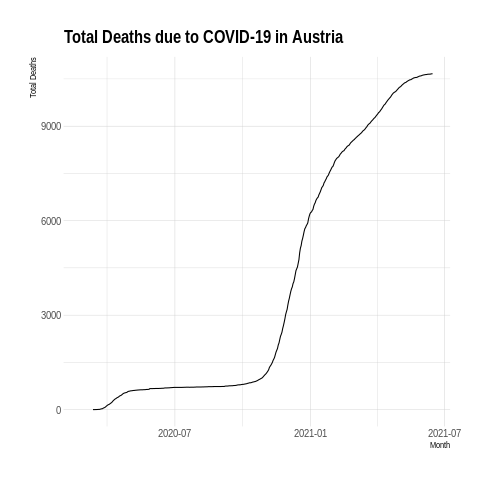 Total Deaths due to COVID-19 in Austria
Total Deaths
9000
6000
3000
0
2020-07
2021-01
2021-07
Month